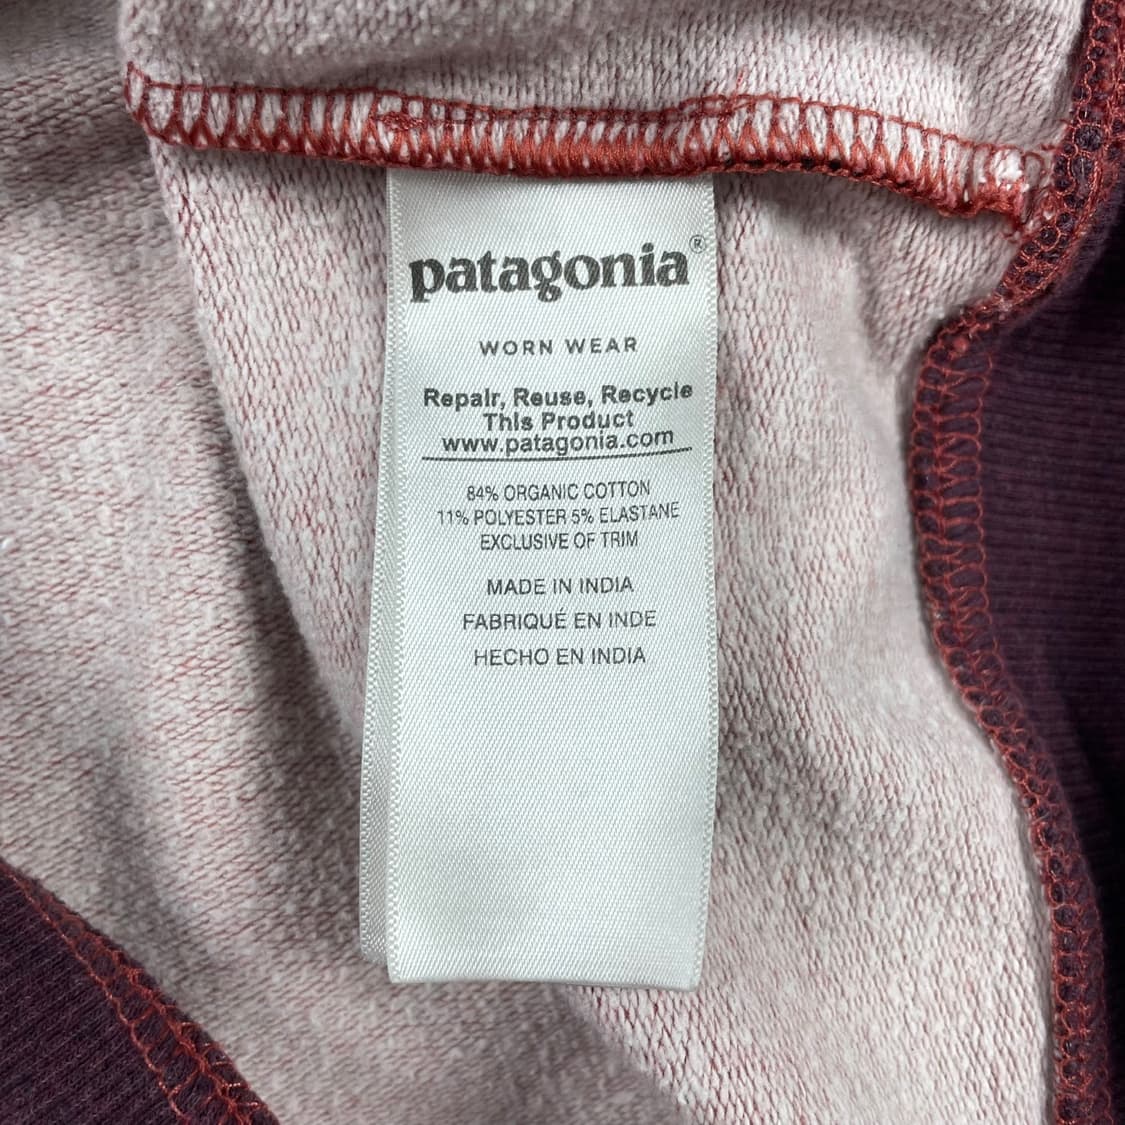 patagonia®
WORN WEAR
Repair, Reuse, Recycle
This Product
www.patagonia.com
84% ORGANIC COTTON
11% POLYESTER 5% ELASTANE
EXCLUSIVE OF TRIM
MADE IN INDIA
FABRIQUÉ EN INDE
HECHO EN INDIA